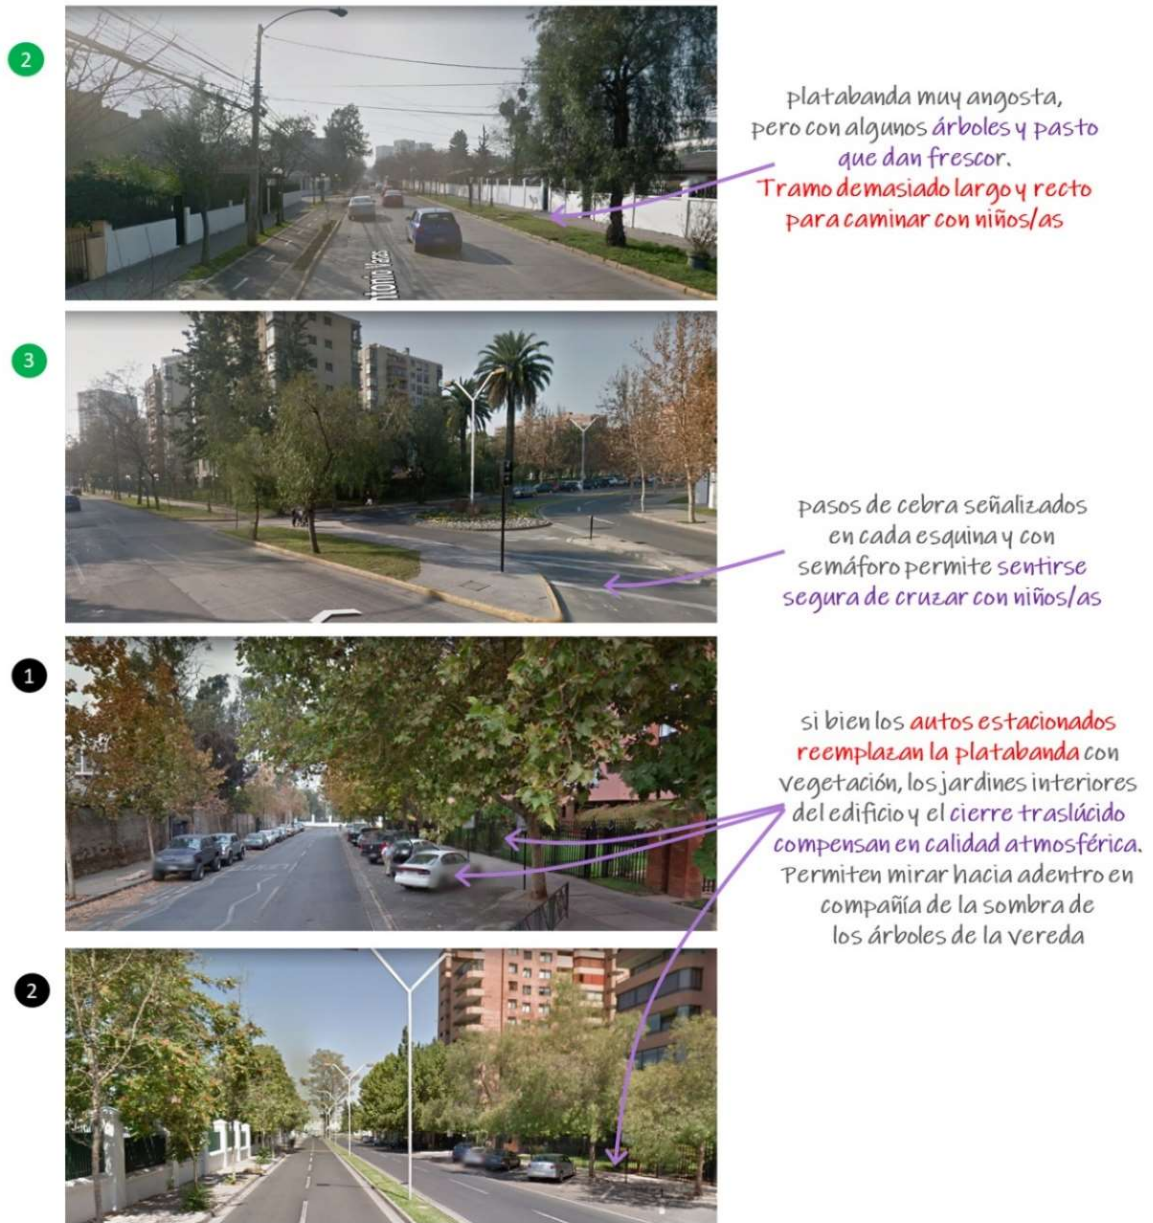 2
platabanda muy angosta,
pero con algunos árboles y pasto
que dan frescor.
Tramo demasiado largo y recto
para caminar con niños/as
ntonio Varas
3
pasos de cebra señalizados
en cada esquina y con
semáforo permite sentirse
segura de cruzar con niños/as
1
si bien los autos estacionados
reemplazan la platabanda con
vegetación, los jardines interiores
del edificio y el cierre traslúcido
compensan en calidad atmosférica.
Permiten mirar hacia adentro en
compañía de la sombra de
los árboles de la vereda
2